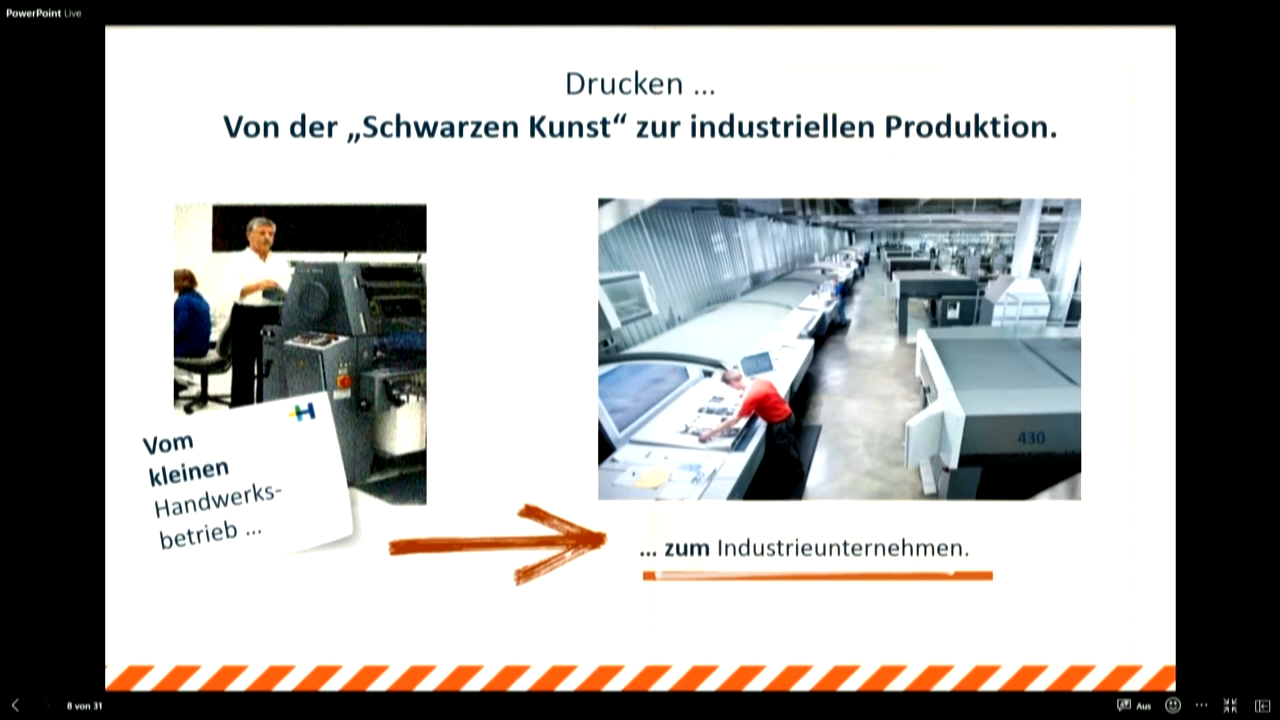 PowerPoint Live
Drucken ...
Von der „Schwarzen Kunst“ zur industriellen Produktion.
430
Vom
kleinen
Handwerks-
betrieb ...
... zum Industrieunternehmen.
8 von 31
Aus